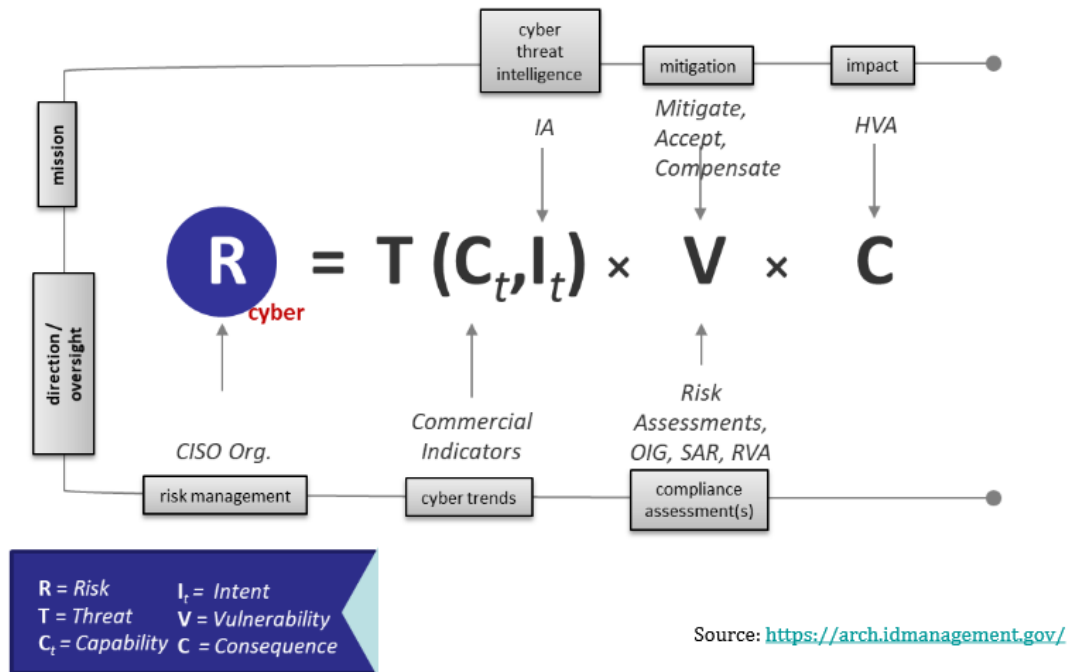 cyber
threat
intelligence
mitigation
impact
mission
IA
Mitigate,
Accept,
Compensate
HVA
R = T (Cₜ,Iₜ) × V × C
cyber
direction/
oversight
CISO Org.
Commercial
Indicators
Risk
Assessments,
OIG, SAR, RVA
risk management
cyber trends
compliance
assessment(s)
R = Risk
Iₜ = Intent
T = Threat
V = Vulnerability
Cₜ = Capability
C = Consequence
Source: https://arch.idmanagement.gov/